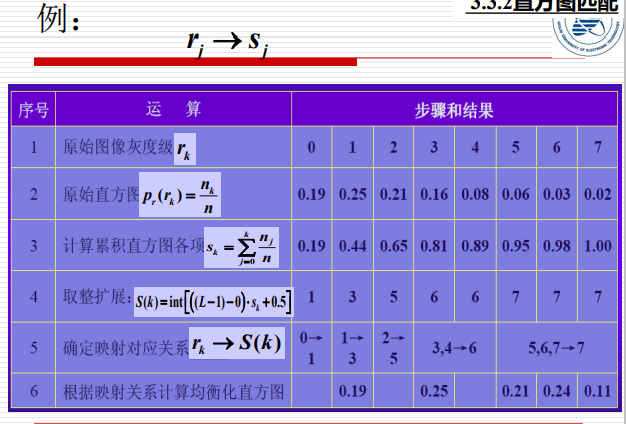 3.3.2直方图匹配
例：
r_j → s_j
序号 运 算 步骤和结果
1 原始图像灰度级 r_k 0 1 2 3 4 5 6 7
2 原始直方图 p_r(r_k) = n_k/n 0.19 0.25 0.21 0.16 0.08 0.06 0.03 0.02
3 计算累积直方图各项 s_k = ∑_{j=0}^{k} n_j/n 0.19 0.44 0.65 0.81 0.89 0.95 0.98 1.00
4 取整扩展： S(k)=int[((L−1)−0)·s_k+0.5] 1 3 5 6 6 7 7 7
5 确定映射对应关系 r_k → S(k) 0→1 1→3 2→5 3,4→6 5,6,7→7
6 根据映射关系计算均衡化直方图 0.19 0.25 0.21 0.24 0.11